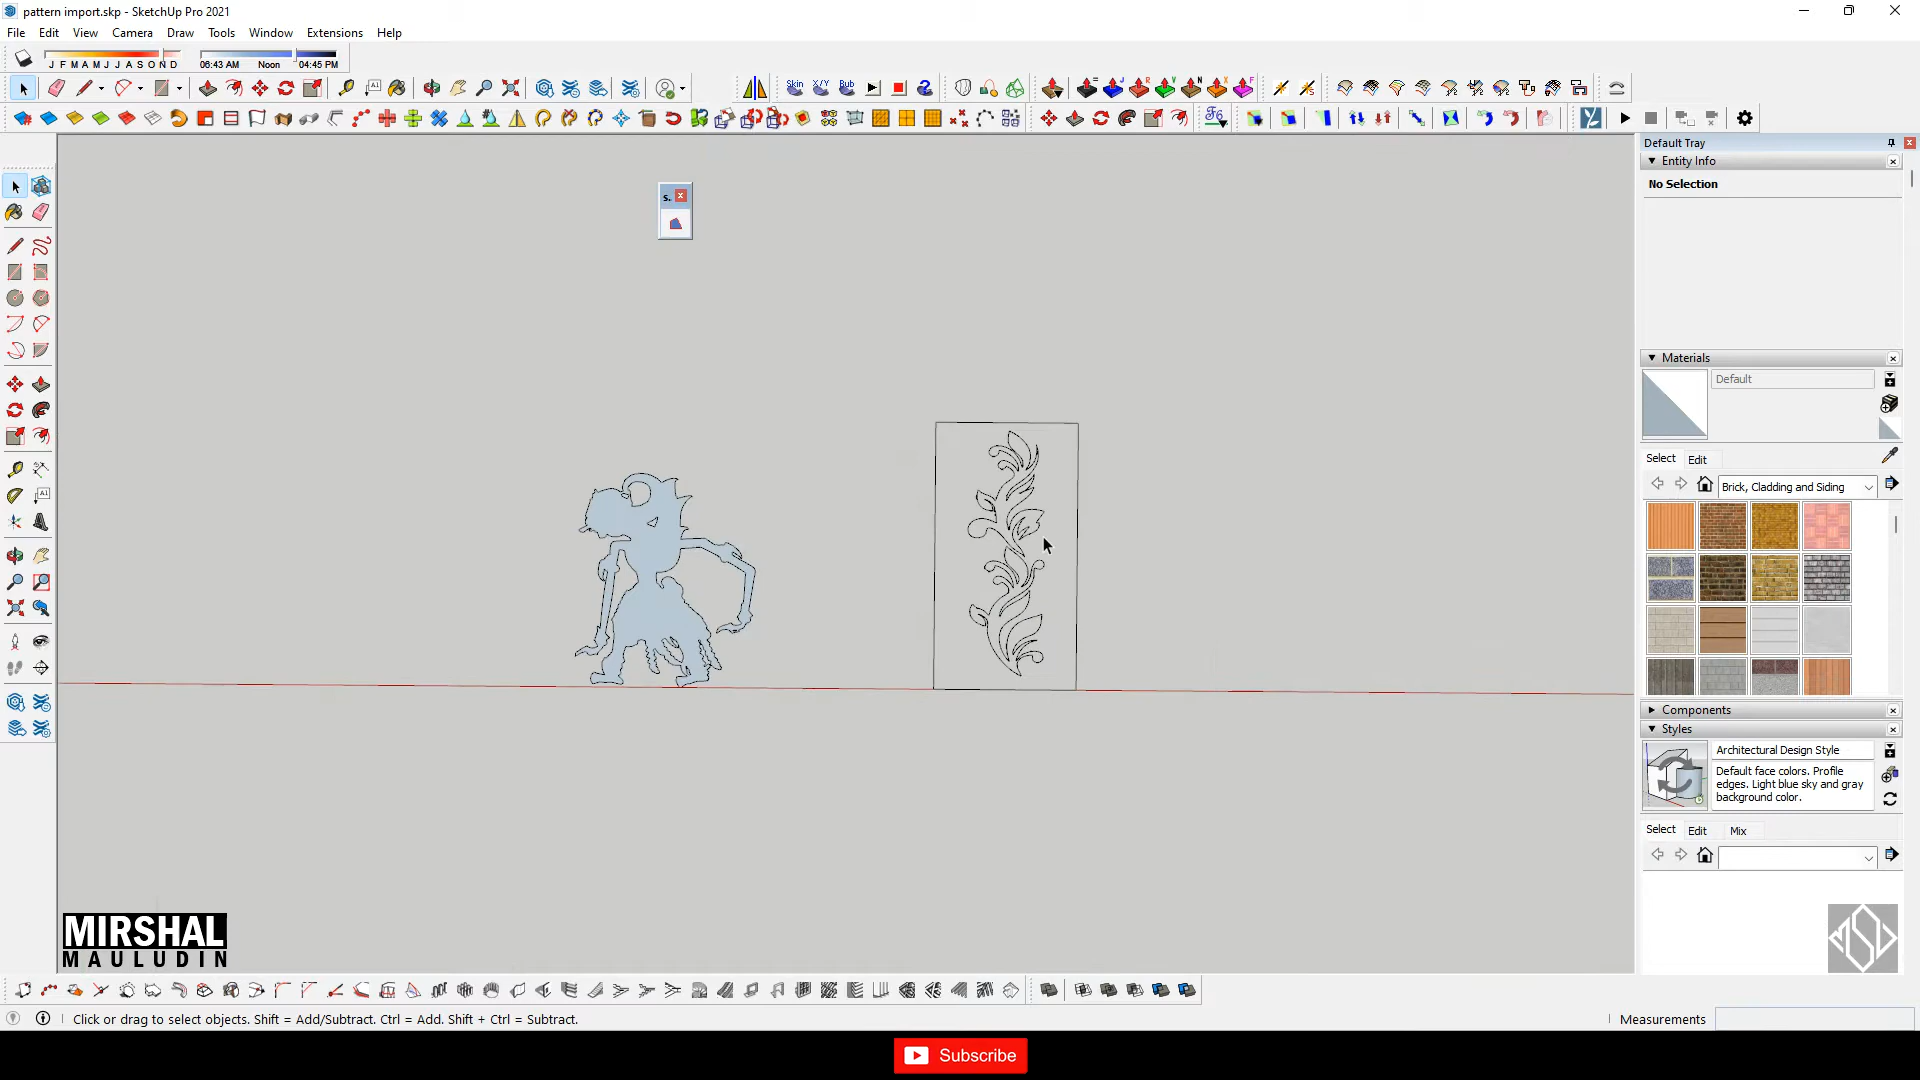 pattern import.skp - SketchUp Pro 2021
File Edit View Camera Draw Tools Window Extensions Help
J F M A M J J A S O N D 06:43 AM Noon 04:45 PM
Skin X/Y Bub
Default Tray
Entity Info
No Selection
s.
Materials
Default
Select Edit
Brick, Cladding and Siding
Components
Styles
Architectural Design Style
Default face colors. Profile
edges. Light blue sky and gray
background color.
Select Edit Mix
MIRSHAL
MAULUDIN
Click or drag to select objects. Shift = Add/Subtract. Ctrl = Add. Shift + Ctrl = Subtract.
Measurements
Subscribe